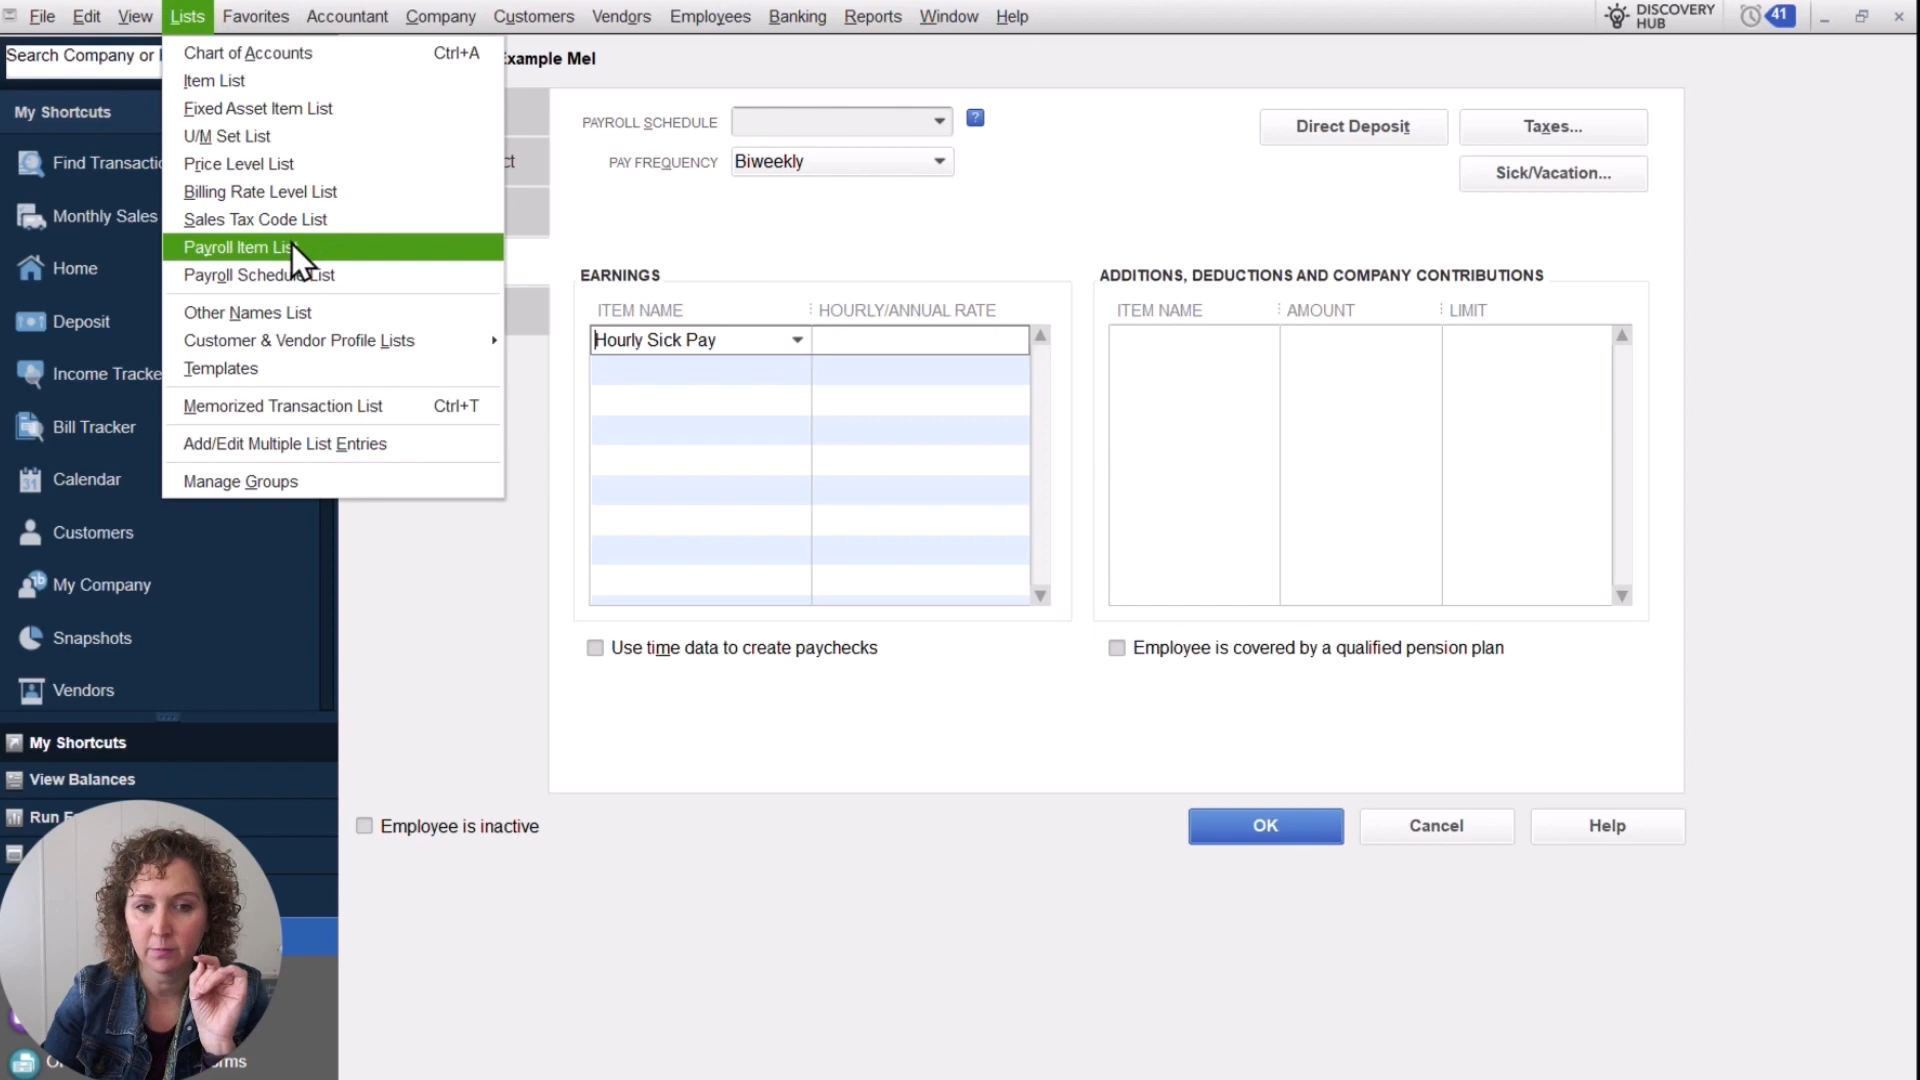 File Edit View Lists Favorites Accountant Company Customers Vendors Employees Banking Reports Window Help
DISCOVERY
HUB
41
Search Company or
Chart of Accounts Ctrl+A
Item List
Fixed Asset Item List
U/M Set List
Price Level List
Billing Rate Level List
Sales Tax Code List
Payroll Item List
Payroll Schedule List
Other Names List
Customer & Vendor Profile Lists
Templates
Memorized Transaction List Ctrl+T
Add/Edit Multiple List Entries
Manage Groups
My Shortcuts
Find Transactio
Monthly Sales
Home
Deposit
Income Tracke
Bill Tracker
31
Calendar
Customers
My Company
Snapshots
Vendors
My Shortcuts
View Balances
Run
Example Mel
ct
PAYROLL SCHEDULE
?
PAY FREQUENCY Biweekly
Direct Deposit
Taxes...
Sick/Vacation...
EARNINGS
ITEM NAME HOURLY/ANNUAL RATE
Hourly Sick Pay
Use time data to create paychecks
ADDITIONS, DEDUCTIONS AND COMPANY CONTRIBUTIONS
ITEM NAME AMOUNT LIMIT
Employee is covered by a qualified pension plan
Employee is inactive
OK Cancel Help